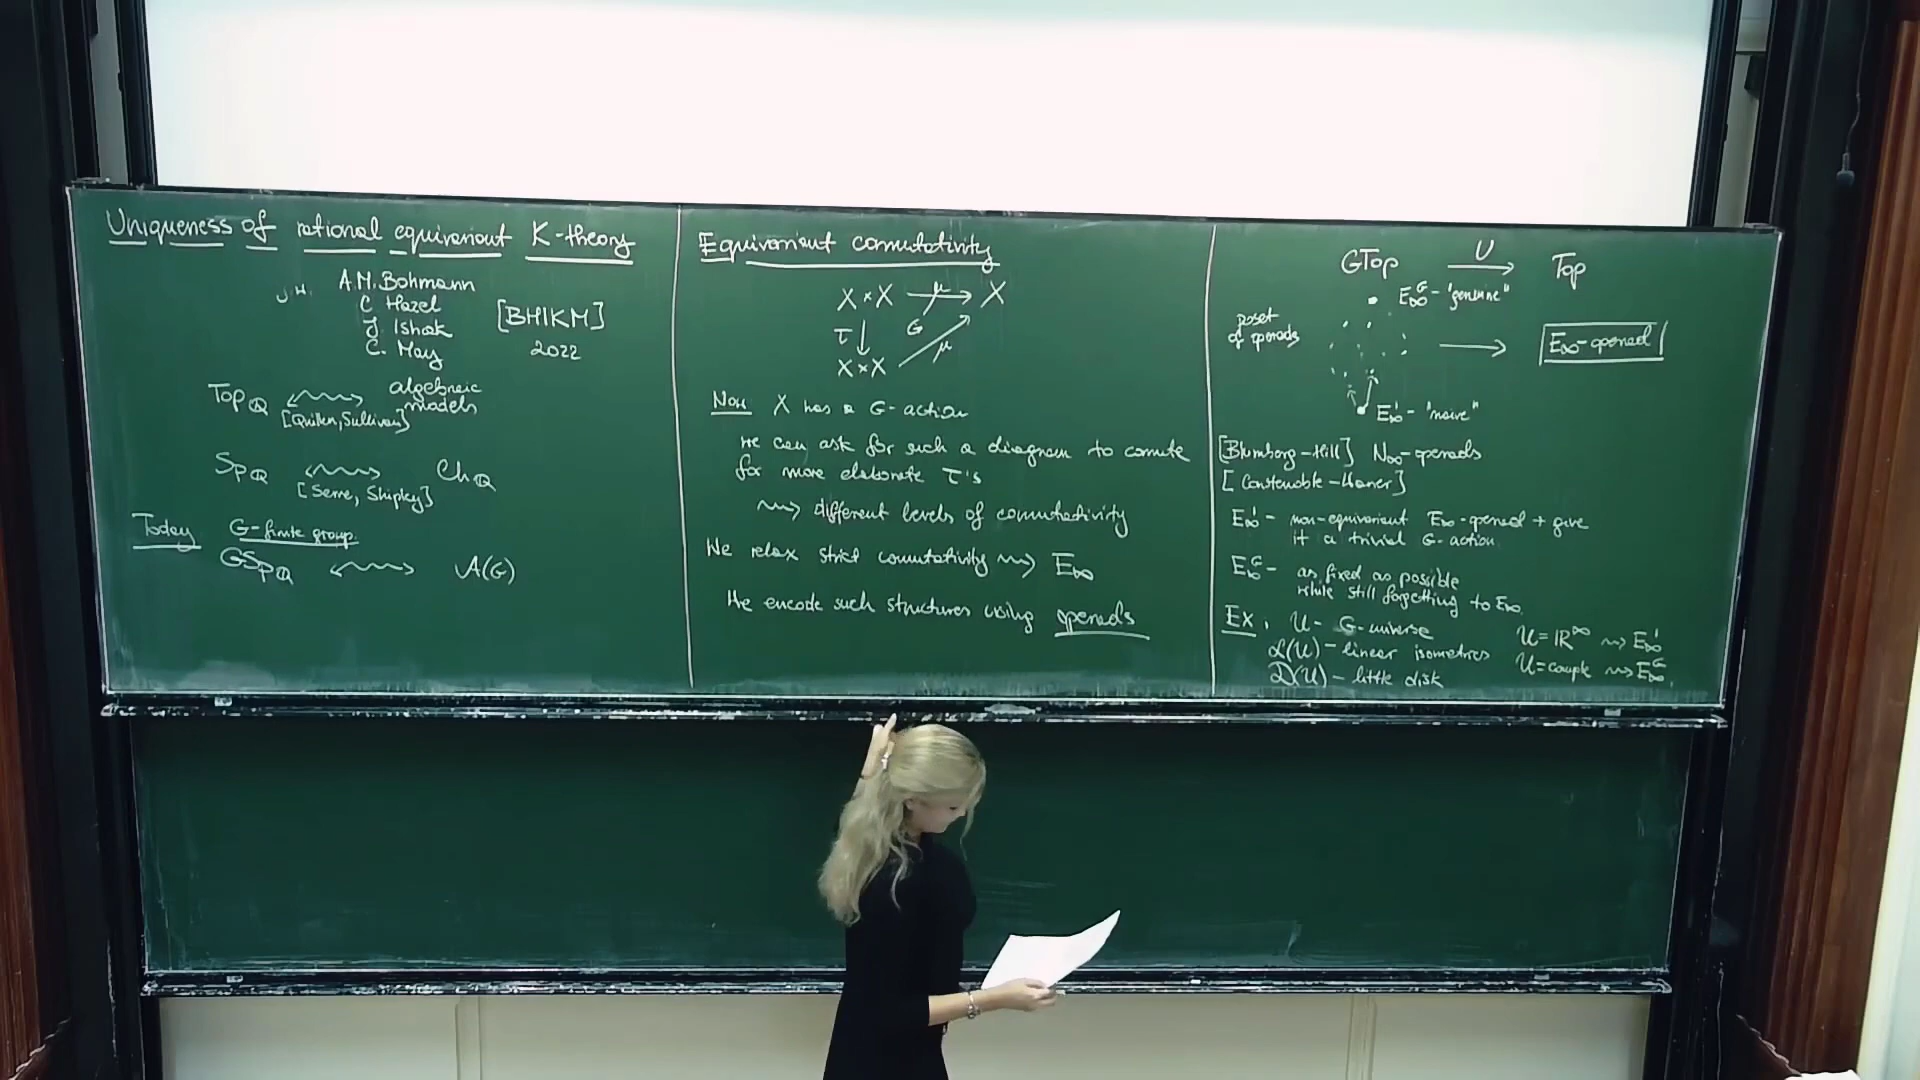 Uniqueness of rational equivariant K-theory
J.W. A.M. Bohmann
C Hazel
J. Ishak
C. May
[BHIKM]
2022
Top_Q ↭ algebraic models
[Quillen, Sullivan]
Sp_Q ↭ Ch_Q
[Serre, Shipley]
Today G-finite group.
GSp_Q ↭ A(G)
Equivariant commutativity
X × X → X
μ
τ ↓ G μ
X × X
Now X has a G-action
We can ask for such a diagram to comute
for more elaborate τ's
⇝ different levels of commutativity
We relax strict commutativity ⇝ E∞
We encode such structures using operads
U
GTop → Top
• E∞^G - "genuine"
poset
of operads
→ E∞-operad
E∞^1 - "naive"
[Blumberg-Hill] N∞-operads
[Costenoble-Waner]
E∞^1 - non-equivariant E∞-operad + give
it a trivial G-action
E∞^G - as fixed as possible
while still forgetting to E∞.
Ex. U - G-universe
L(U) - linear isometries
D(U) - little disk
U = ℝ^∞ ⇝ E∞^1
U = comple ⇝ E∞^G.